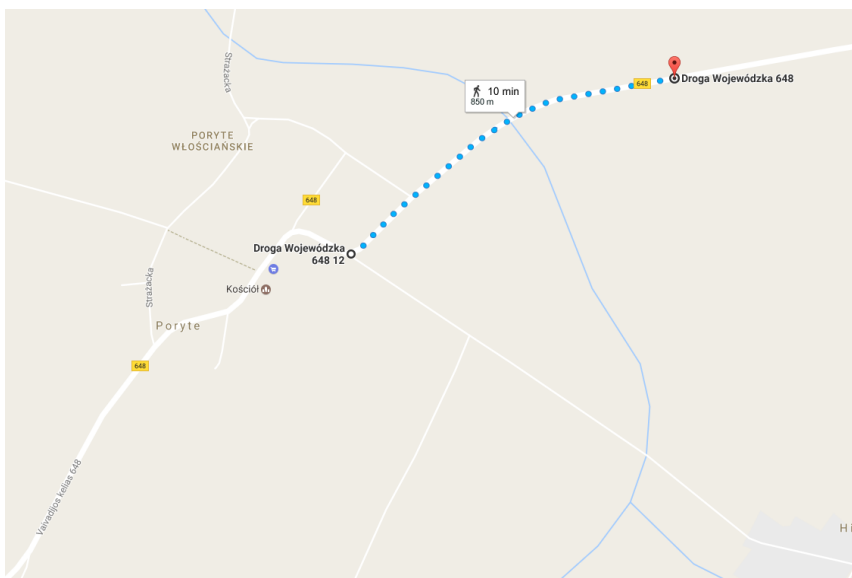 Strażacka
Droga Wojewódzka 648
648
10 min
850 m
PORYTE
WŁOŚCIAŃSKIE
648
Droga Wojewódzka
648 12
Strażacka
Kościół
Poryte
648
Vaivadijos kelias 648